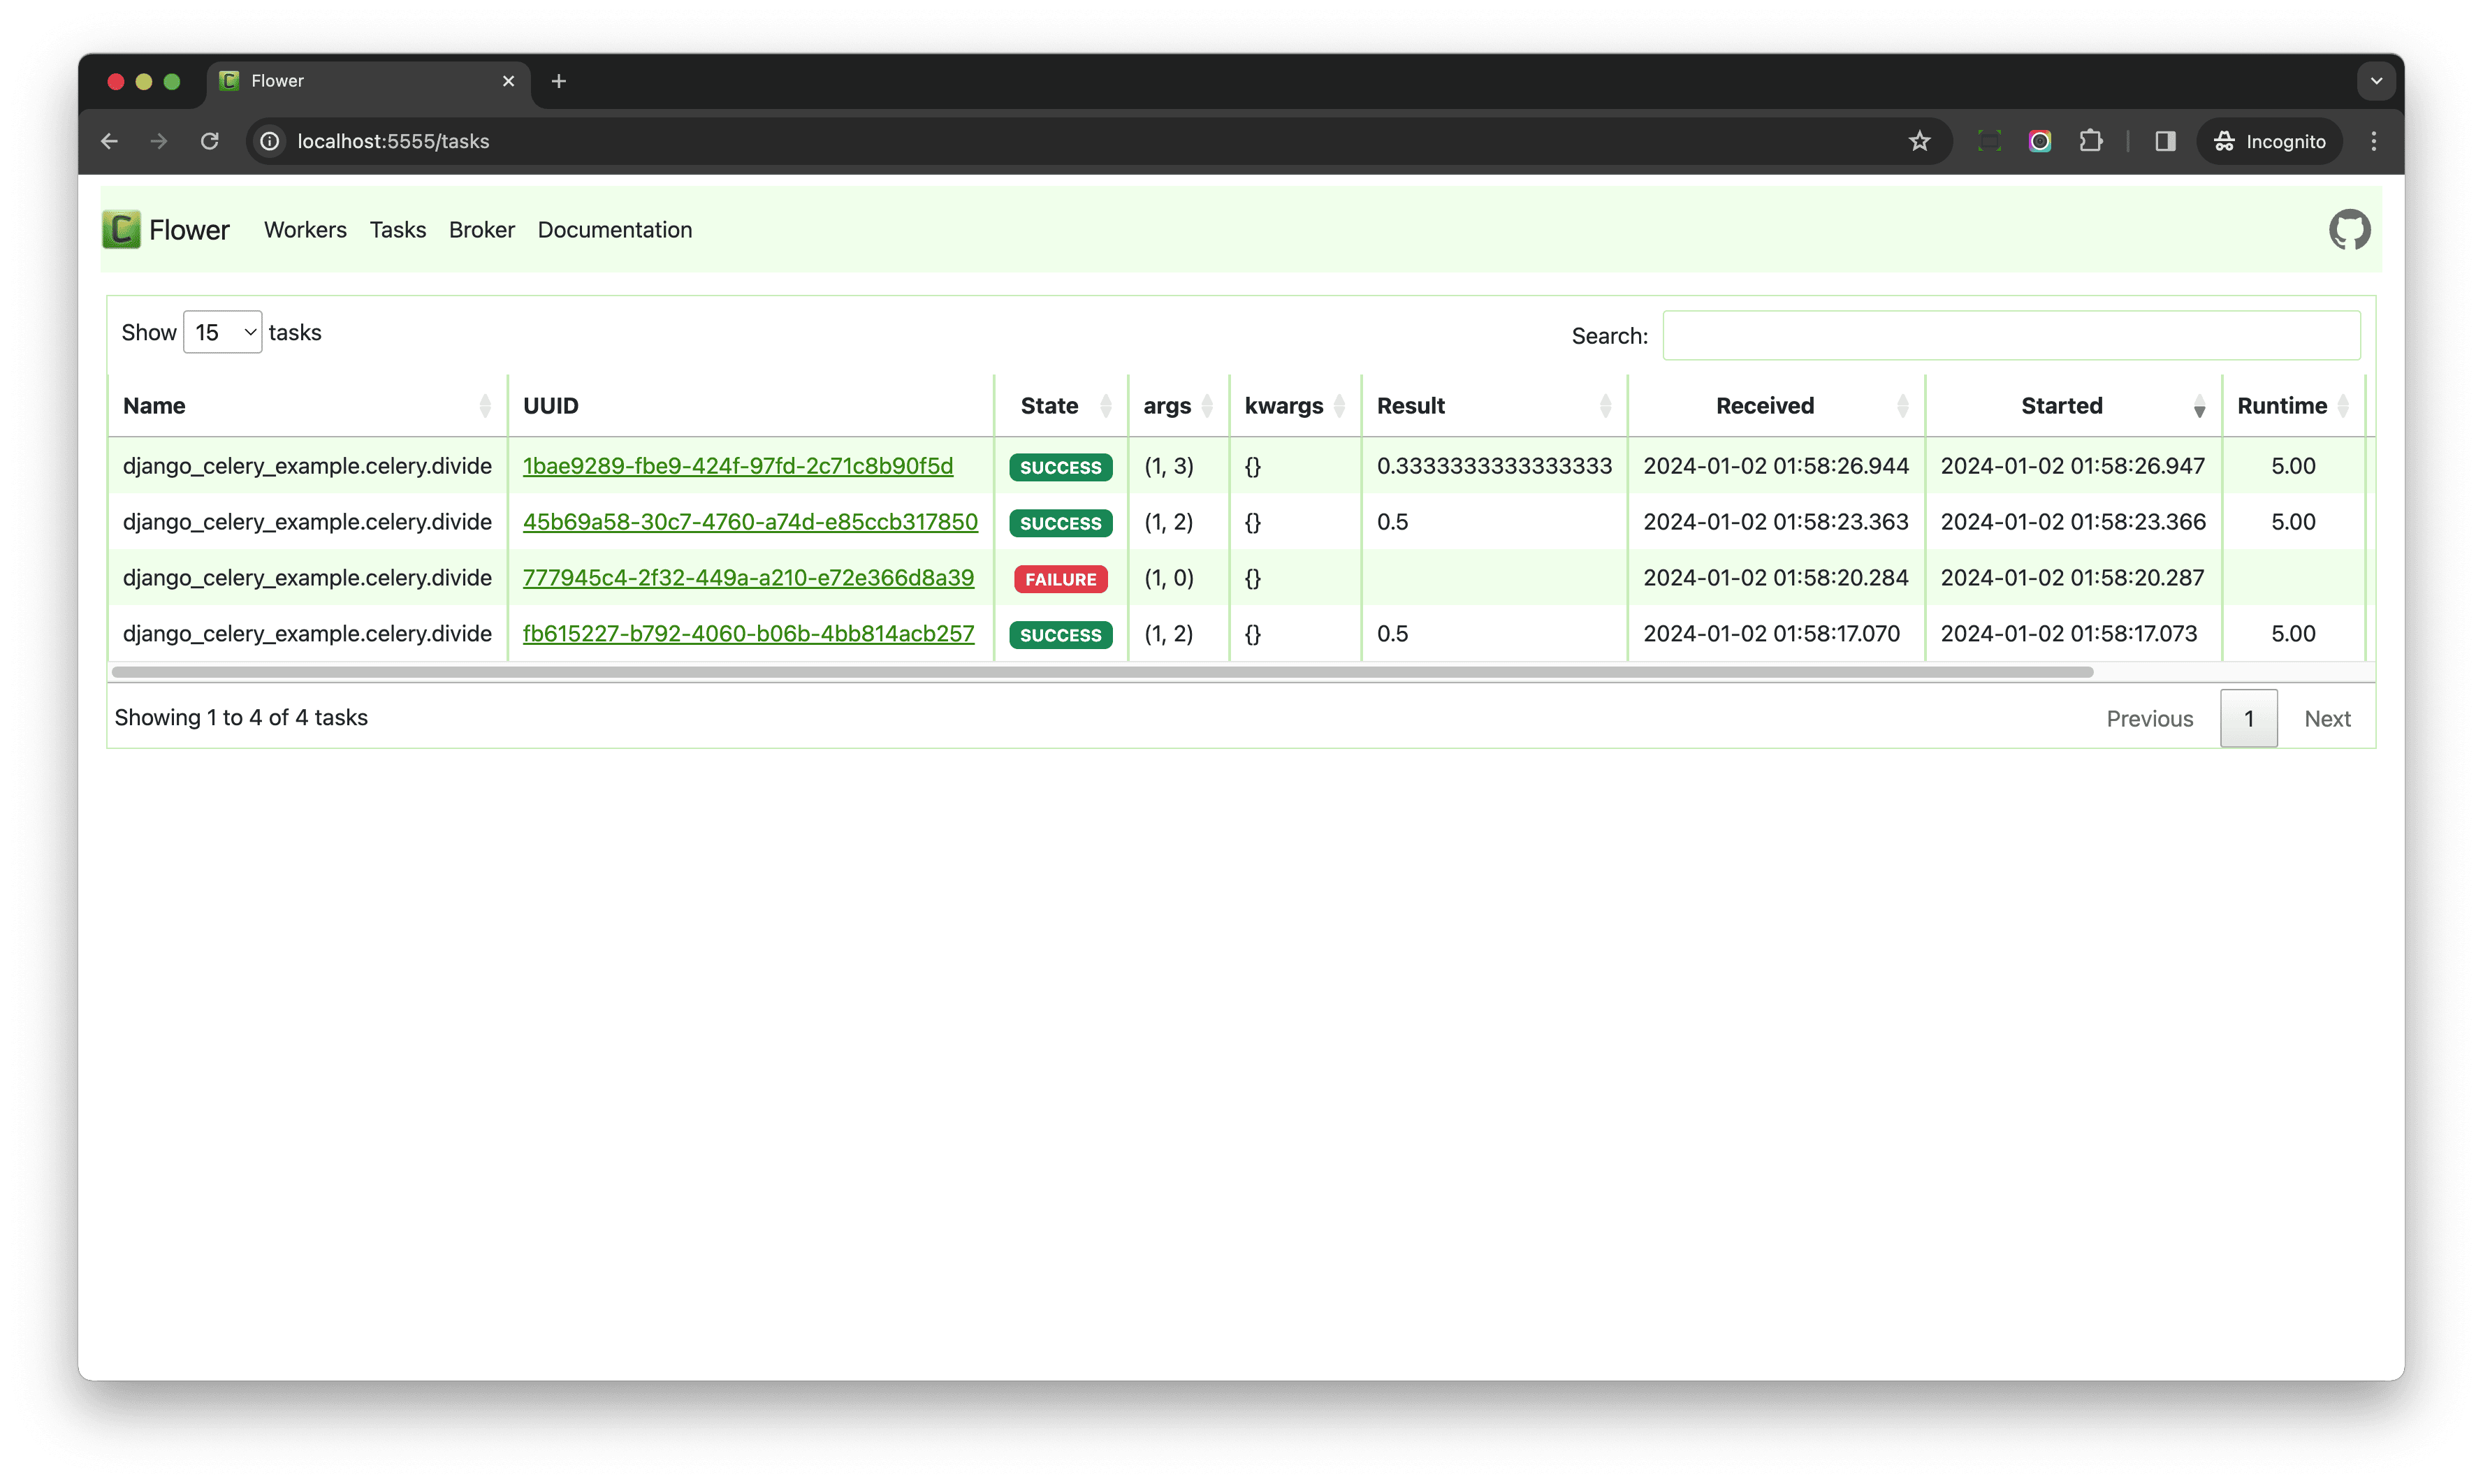 Flower
localhost:5555/tasks
Incognito
Flower Workers Tasks Broker Documentation
Show 15 tasks
Search:
Name UUID State args kwargs Result Received Started Runtime
django_celery_example.celery.divide 1bae9289-fbe9-424f-97fd-2c71c8b90f5d SUCCESS (1, 3) {} 0.3333333333333333 2024-01-02 01:58:26.944 2024-01-02 01:58:26.947 5.00
django_celery_example.celery.divide 45b69a58-30c7-4760-a74d-e85ccb317850 SUCCESS (1, 2) {} 0.5 2024-01-02 01:58:23.363 2024-01-02 01:58:23.366 5.00
django_celery_example.celery.divide 777945c4-2f32-449a-a210-e72e366d8a39 FAILURE (1, 0) {} 2024-01-02 01:58:20.284 2024-01-02 01:58:20.287
django_celery_example.celery.divide fb615227-b792-4060-b06b-4bb814acb257 SUCCESS (1, 2) {} 0.5 2024-01-02 01:58:17.070 2024-01-02 01:58:17.073 5.00
Showing 1 to 4 of 4 tasks
Previous 1 Next